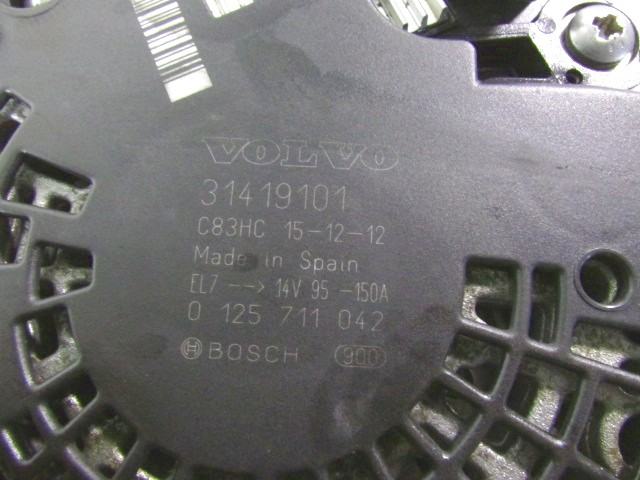 VOLVO
31419101
C83HC 15-12-12
Made in Spain
EL7 --> 14V 95 -150A
0 125 711 042
BOSCH 900